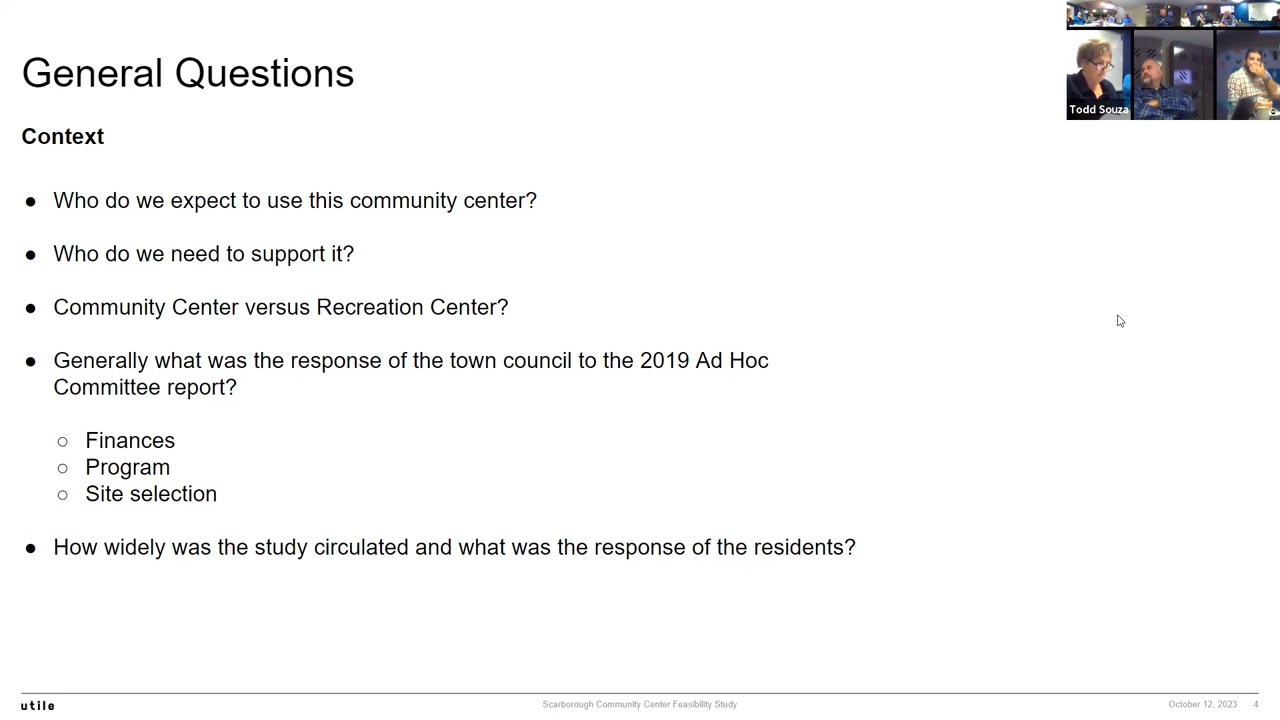 General Questions
Todd Souza
Context
● Who do we expect to use this community center?
● Who do we need to support it?
● Community Center versus Recreation Center?
● Generally what was the response of the town council to the 2019 Ad Hoc
Committee report?
○ Finances
○ Program
○ Site selection
● How widely was the study circulated and what was the response of the residents?
utile
Scarborough Community Center Feasibility Study
October 12, 2023 4